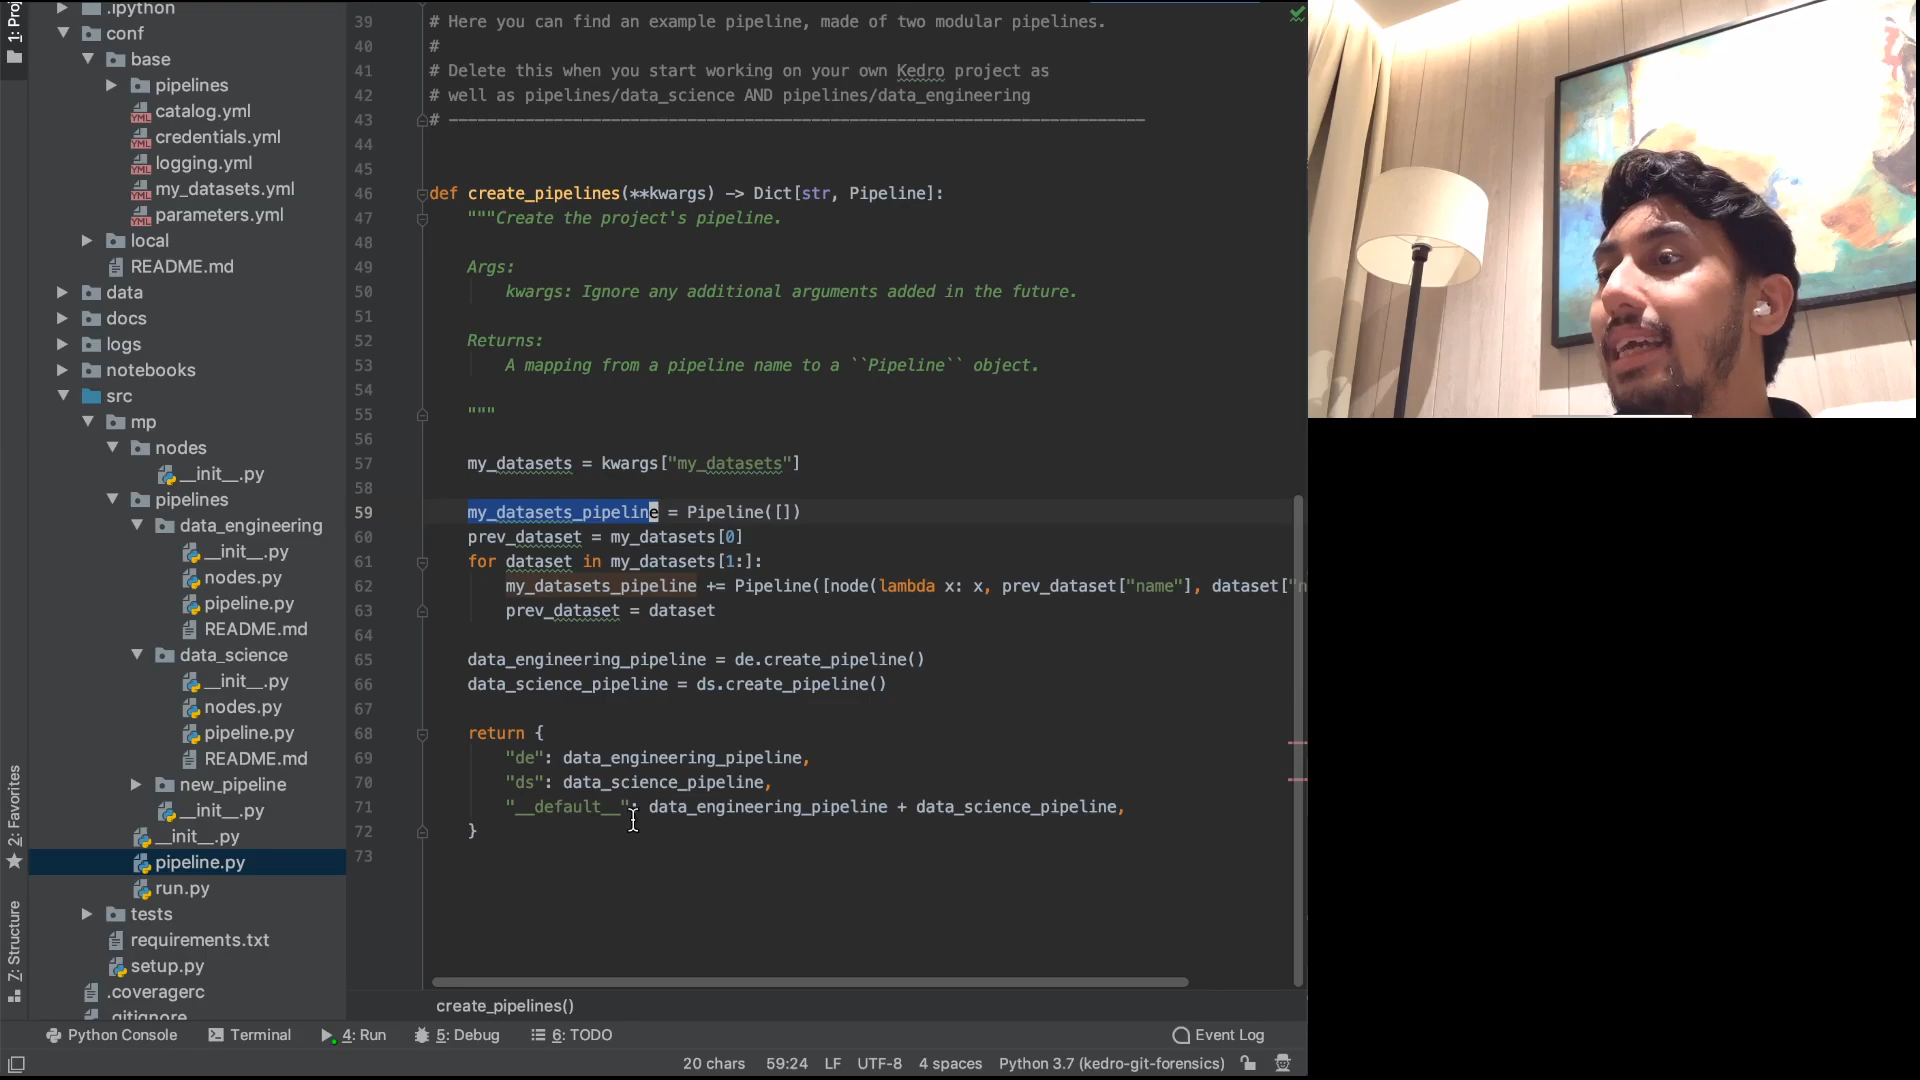 1: Proj
.ipython
conf
base
pipelines
catalog.yml
credentials.yml
logging.yml
my_datasets.yml
parameters.yml
local
README.md
data
docs
logs
notebooks
src
mp
nodes
__init__.py
pipelines
data_engineering
__init__.py
nodes.py
pipeline.py
README.md
data_science
__init__.py
nodes.py
pipeline.py
README.md
new_pipeline
__init__.py
__init__.py
pipeline.py
run.py
tests
requirements.txt
setup.py
.coveragerc
.gitignore
2: Favorites
Z: Structure
39 # Here you can find an example pipeline, made of two modular pipelines.
40 #
41 # Delete this when you start working on your own Kedro project as
42 # well as pipelines/data_science AND pipelines/data_engineering
43 # -------------------------------------------------------------------------
44
45
46 def create_pipelines(**kwargs) -> Dict[str, Pipeline]:
47 """Create the project's pipeline.
48
49 Args:
50 kwargs: Ignore any additional arguments added in the future.
51
52 Returns:
53 A mapping from a pipeline name to a ``Pipeline`` object.
54
55 """
56
57 my_datasets = kwargs["my_datasets"]
58
59 my_datasets_pipeline = Pipeline([])
60 prev_dataset = my_datasets[0]
61 for dataset in my_datasets[1:]:
62 my_datasets_pipeline += Pipeline([node(lambda x: x, prev_dataset["name"], dataset["n
63 prev_dataset = dataset
64
65 data_engineering_pipeline = de.create_pipeline()
66 data_science_pipeline = ds.create_pipeline()
67
68 return {
69 "de": data_engineering_pipeline,
70 "ds": data_science_pipeline,
71 "__default__": data_engineering_pipeline + data_science_pipeline,
72 }
73
create_pipelines()
Python Console Terminal 4: Run 5: Debug 6: TODO Event Log
20 chars 59:24 LF UTF-8 4 spaces Python 3.7 (kedro-git-forensics)